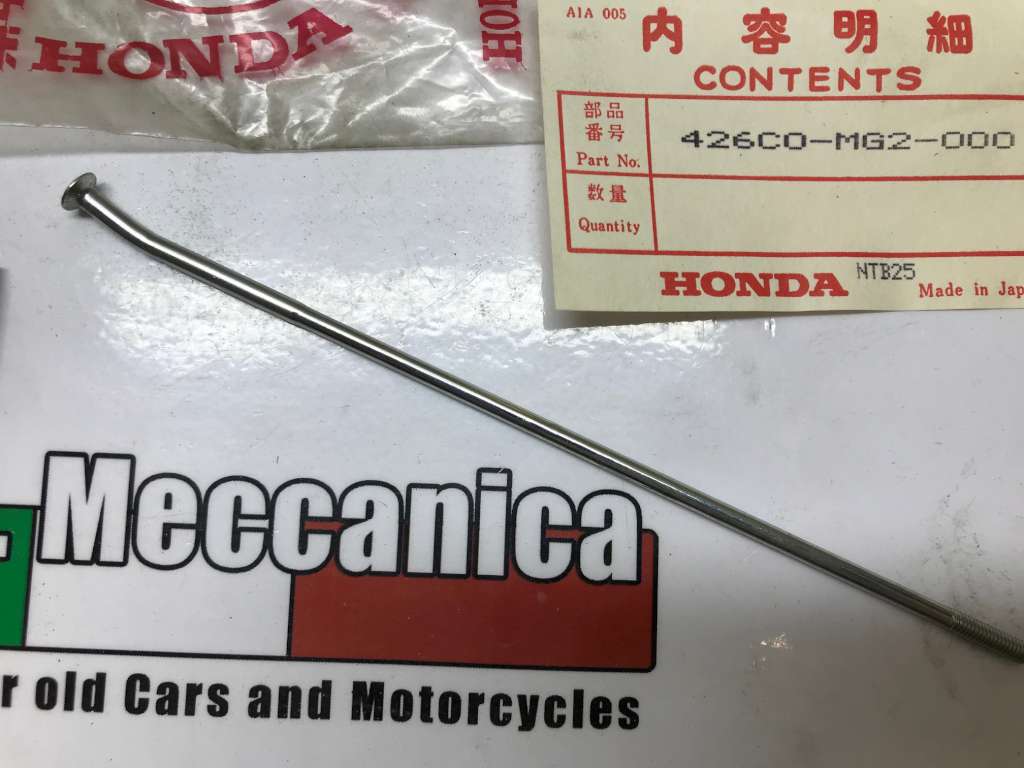 HONDA
HONDA
A1A 005
内容明細
CONTENTS
部品
番号
Part No.
426C0-MG2-000
数量
Quantity
HONDA NTB25 Made in Jap
Meccanica
r old Cars and Motorcycles